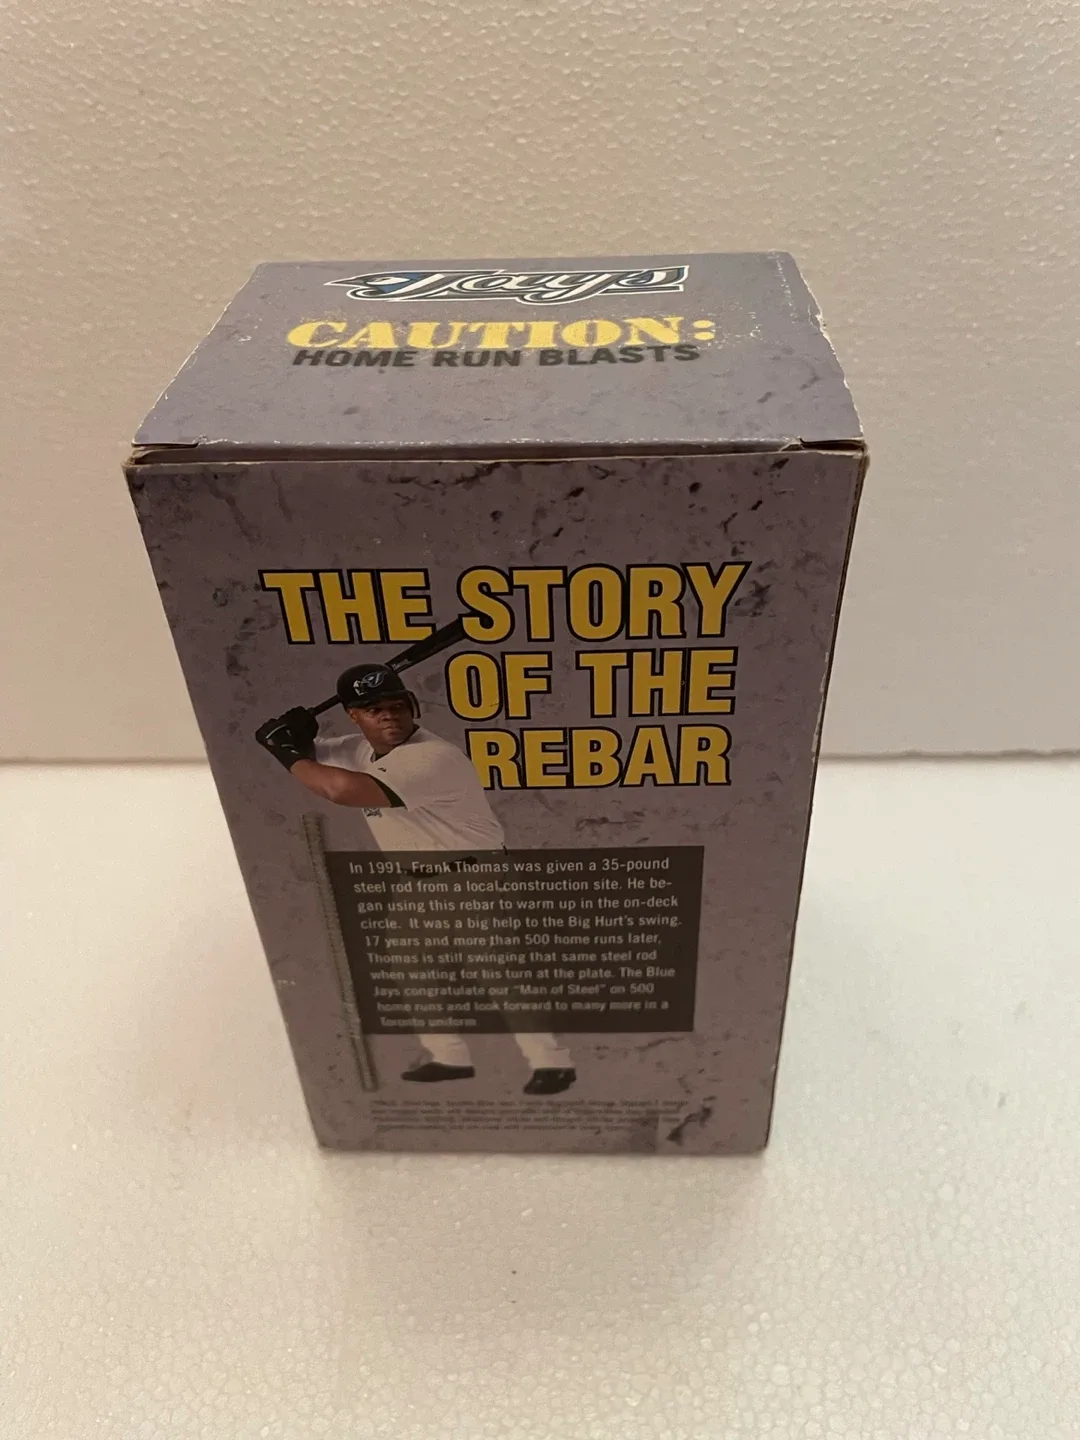 Jays
CAUTION:
HOME RUN BLASTS
THE STORY
OF THE
REBAR
In 1991, Frank Thomas was given a 35-pound
steel rod from a local construction site. He be-
gan using this rebar to warm up in the on-deck
circle. It was a big help to the Big Hurt's swing.
17 years and more than 500 home runs later,
Thomas is still swinging that same steel rod
when waiting for his turn at the plate. The Blue
Jays congratulate our "Man of Steel" on 500
home runs and look forward to many more in a
Toronto uniform